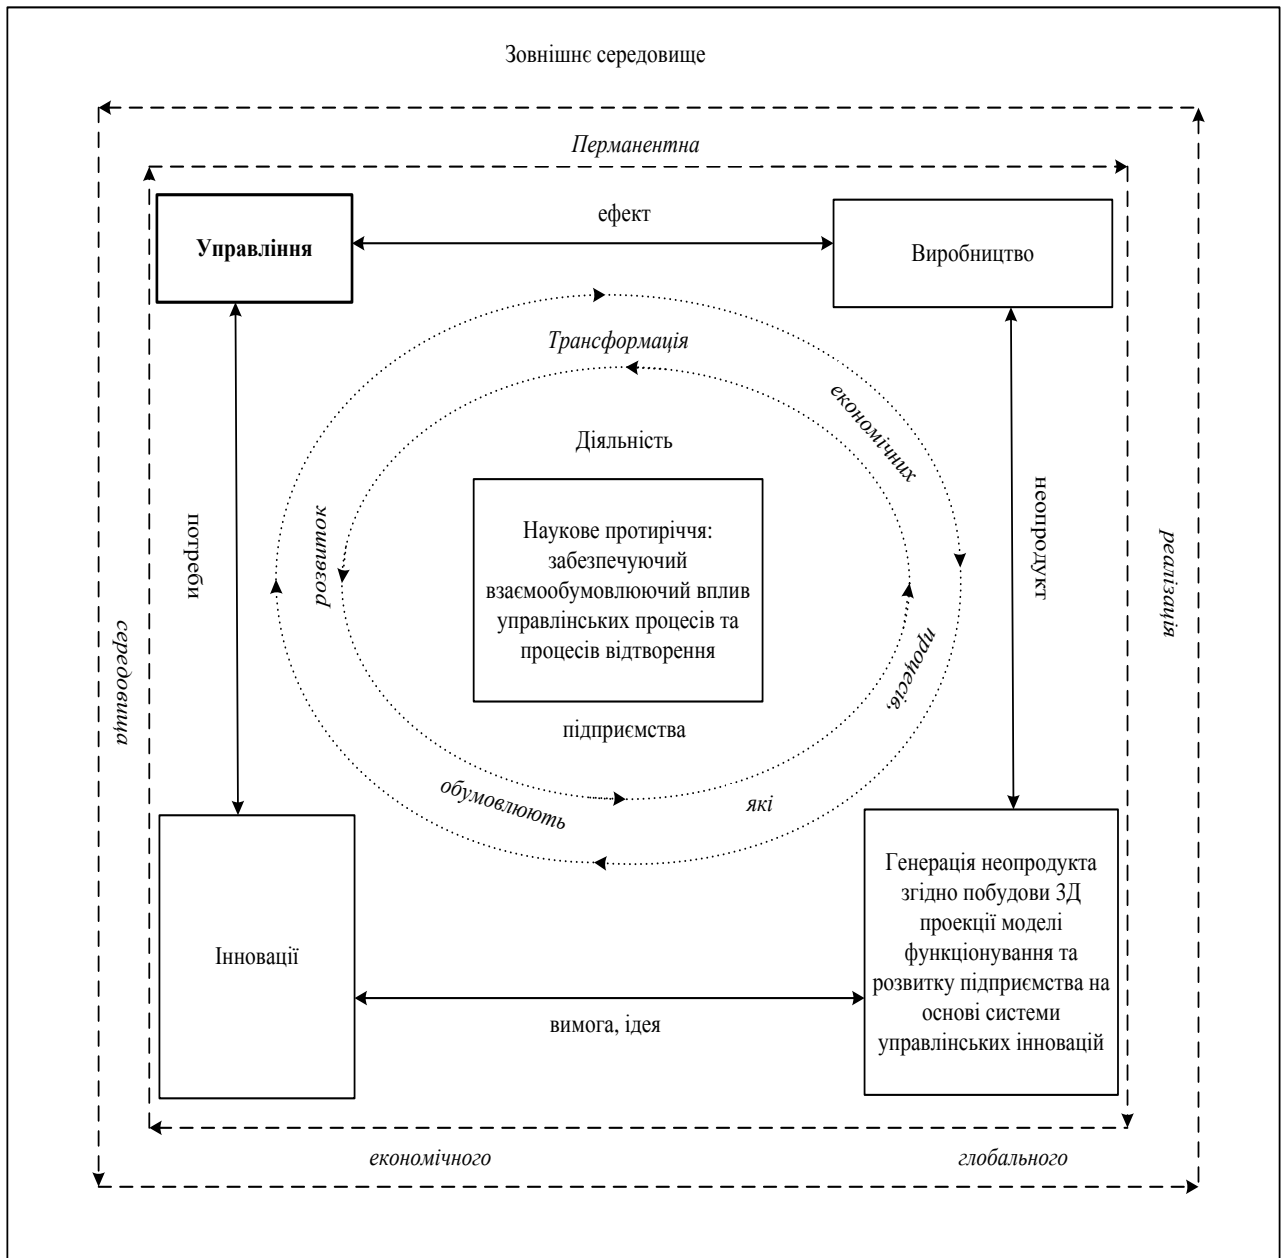 Зовнішнє середовище
Перманентна
ефект
Управління
Виробництво
Трансформація
економічних
Діяльність
неопродукт
потреби
розвиток
Наукове протиріччя:
забезпечуючий
взаємообумовлюючий вплив
управлінських процесів та
процесів відтворення
реалізація
середовища
процесів,
підприємства
обумовлюють
які
Генерація неопродукта
згідно побудови 3Д
проекції моделі
функціонування та
розвитку підприємства на
основі системи
управлінських інновацій
Інновації
вимога, ідея
економічного
глобального